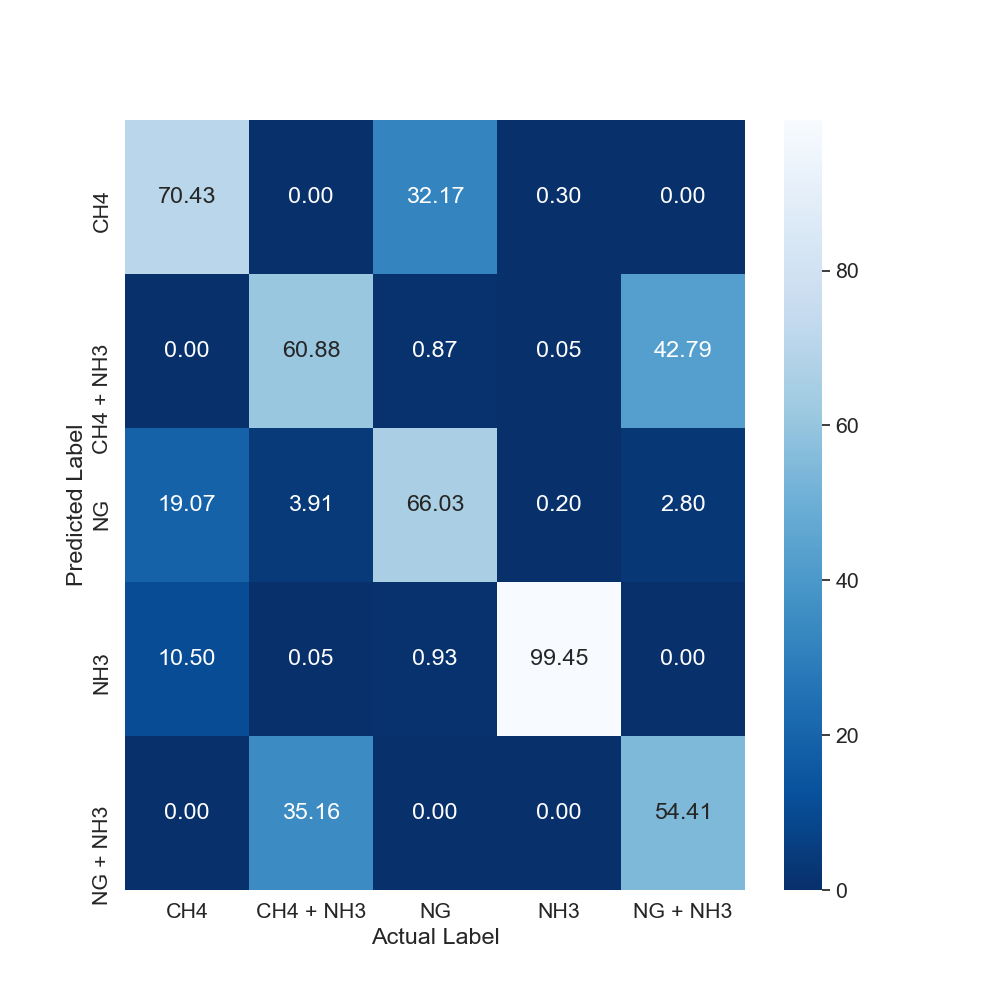 CH4
70.43 0.00 32.17 0.30 0.00
CH4 + NH3
0.00 60.88 0.87 0.05 42.79
NG
19.07 3.91 66.03 0.20 2.80
NH3
10.50 0.05 0.93 99.45 0.00
NG + NH3
0.00 35.16 0.00 0.00 54.41
Predicted Label
CH4 CH4 + NH3 NG NH3 NG + NH3
Actual Label
80
60
40
20
0